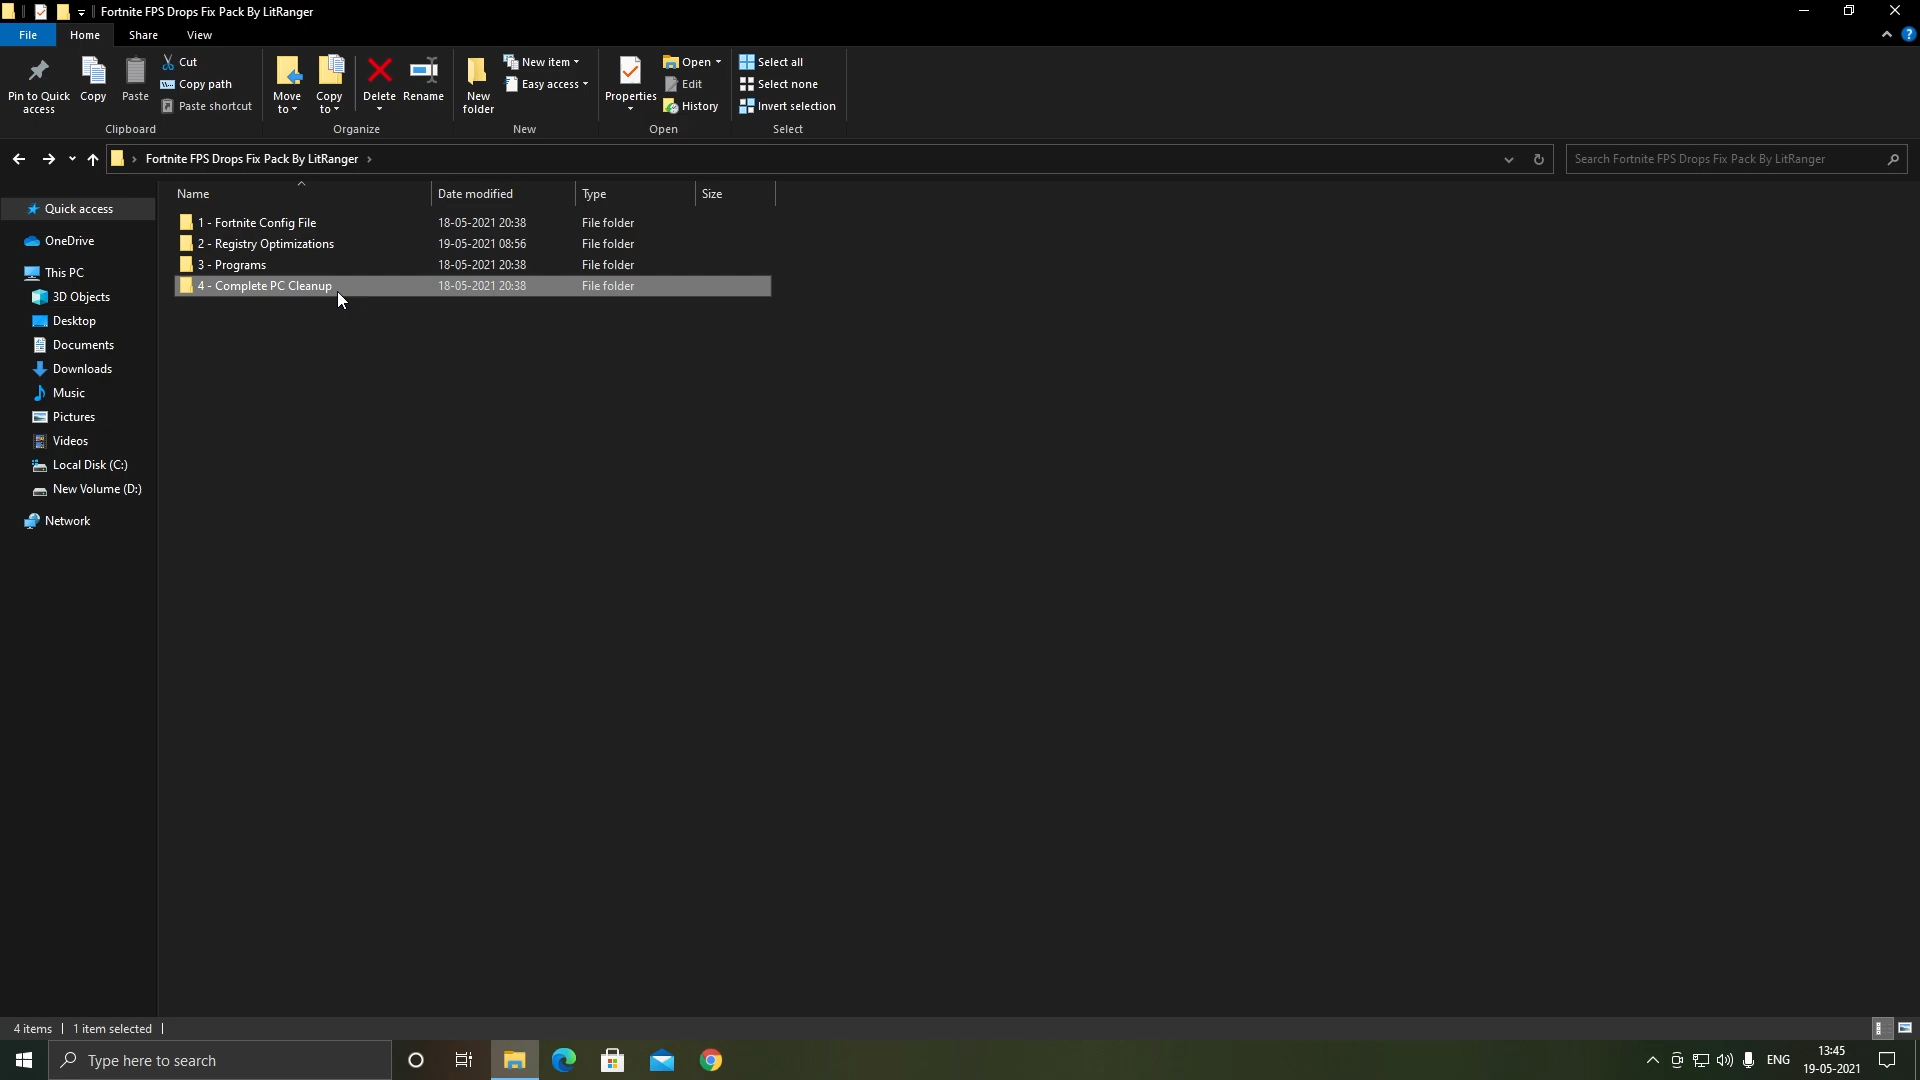 Fortnite FPS Drops Fix Pack By LitRanger
File Home Share View
Pin to Quick access
Copy
Paste
Cut
Copy path
Paste shortcut
Clipboard
Move to
Copy to
Delete
Rename
Organize
New folder
New item
Easy access
New
Properties
Open
Edit
History
Open
Select all
Select none
Invert selection
Select
Fortnite FPS Drops Fix Pack By LitRanger
Search Fortnite FPS Drops Fix Pack By LitRanger
Name Date modified Type Size
1 - Fortnite Config File 18-05-2021 20:38 File folder
2 - Registry Optimizations 19-05-2021 08:56 File folder
3 - Programs 18-05-2021 20:38 File folder
4 - Complete PC Cleanup 18-05-2021 20:38 File folder
Quick access
OneDrive
This PC
3D Objects
Desktop
Documents
Downloads
Music
Pictures
Videos
Local Disk (C:)
New Volume (D:)
Network
4 items 1 item selected
Type here to search
ENG
13:45
19-05-2021